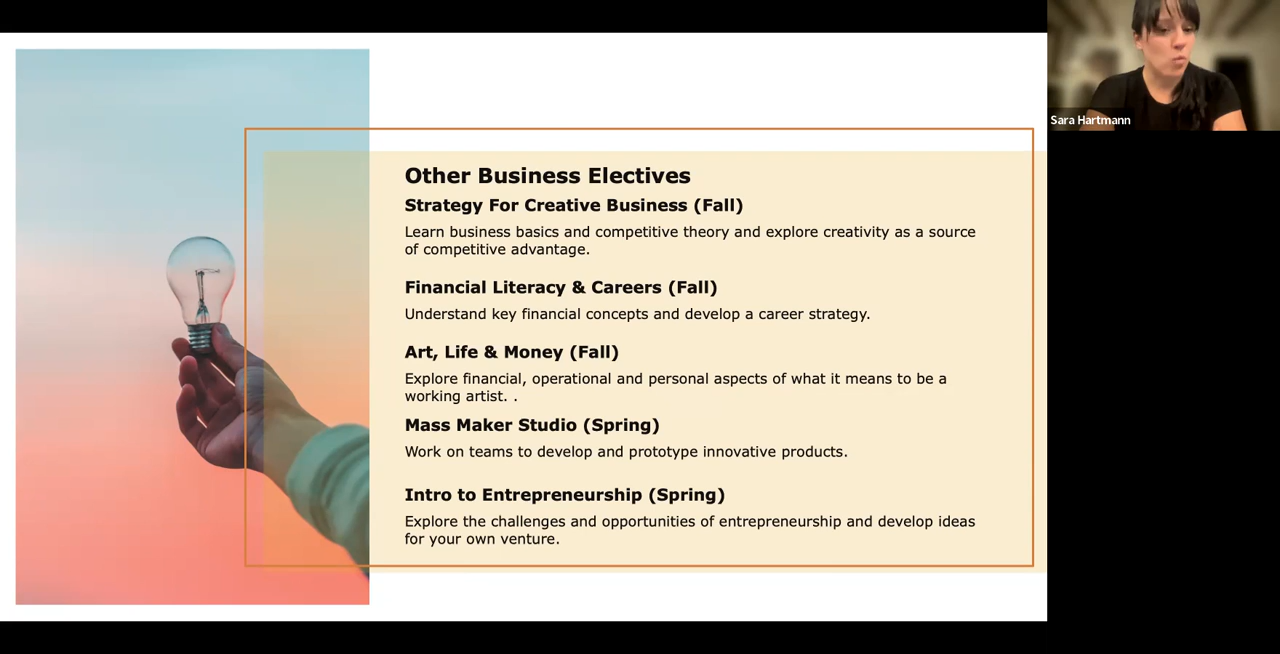 Other Business Electives
Strategy For Creative Business (Fall)
Learn business basics and competitive theory and explore creativity as a source
of competitive advantage.
Financial Literacy & Careers (Fall)
Understand key financial concepts and develop a career strategy.
Art, Life & Money (Fall)
Explore financial, operational and personal aspects of what it means to be a
working artist. .
Mass Maker Studio (Spring)
Work on teams to develop and prototype innovative products.
Intro to Entrepreneurship (Spring)
Explore the challenges and opportunities of entrepreneurship and develop ideas
for your own venture.
Sara Hartmann